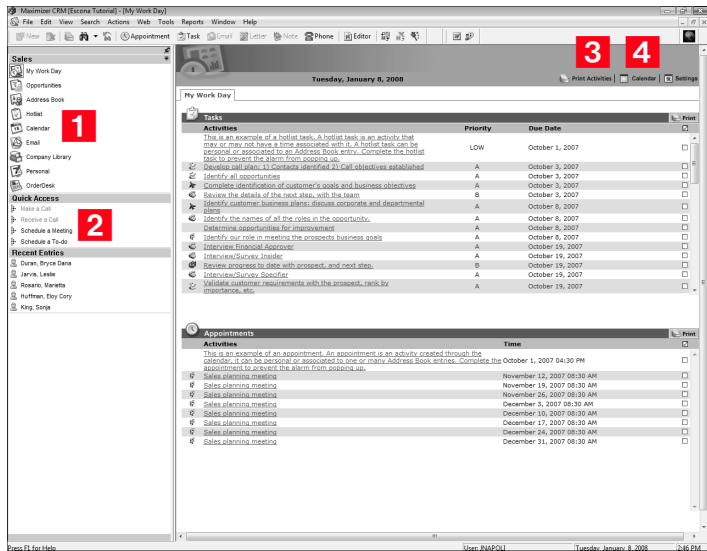 Maximizer CRM [Escona Tutorial] - [My Work Day]
File Edit View Search Actions Web Tools Reports Window Help
New Appointment Task Email Letter Note Phone Editor
Sales
My Work Day
Opportunities
Address Book
Hotlist
Calendar
Email
Company Library
Personal
OrderDesk
1
Quick Access
Make a Call
Receive a Call
Schedule a Meeting
Schedule a To-do
2
Recent Entries
Duran, Bryce Dana
Jarvis, Leslie
Rosario, Marietta
Huffman, Eloy Cory
King, Sonja
3 4
Tuesday, January 8, 2008
Print Activities | Calendar | Settings
My Work Day
Tasks Print
Activities Priority Due Date
This is an example of a hotlist task. A hotlist task is an activity that
may or may not have a time associated with it. A hotlist task can be
personal or associated to an Address Book entry. Complete the hotlist
task to prevent the alarm from popping up.
LOW October 1, 2007
Develop call plan: 1) Contacts identified 2) Call objectives established A October 3, 2007
Identify all opportunities A October 3, 2007
Complete identification of customer's goals and business objectives A October 3, 2007
Review the details of the next step, with the team B October 3, 2007
Identify customer business plans; discuss corporate and departmental
plans
A October 8, 2007
Identify the names of all the roles in the opportunity. A October 8, 2007
Determine opportunities for improvement A October 8, 2007
Identify our role in meeting the prospects business goals A October 8, 2007
Interview Financial Approver A October 19, 2007
Interview/Survey Insider A October 19, 2007
Review progress to date with prospect, and next step. B October 19, 2007
Interview/Survey Specifier A October 19, 2007
Validate customer requirements with the prospect, rank by
importance, etc.
A October 19, 2007
Appointments Print
Activities Time
This is an example of an appointment. An appointment is an activity created through the
calendar, it can be personal or associated to one or many Address Book entries. Complete the
appointment to prevent the alarm from popping up.
October 1, 2007 04:30 PM
Sales planning meeting November 12, 2007 08:30 AM
Sales planning meeting November 19, 2007 08:30 AM
Sales planning meeting November 26, 2007 08:30 AM
Sales planning meeting December 3, 2007 08:30 AM
Sales planning meeting December 10, 2007 08:30 AM
Sales planning meeting December 17, 2007 08:30 AM
Sales planning meeting December 24, 2007 08:30 AM
Sales planning meeting December 31, 2007 08:30 AM
Press F1 for Help User: JNAPOLI Tuesday, January 8, 2008 2:46 PM